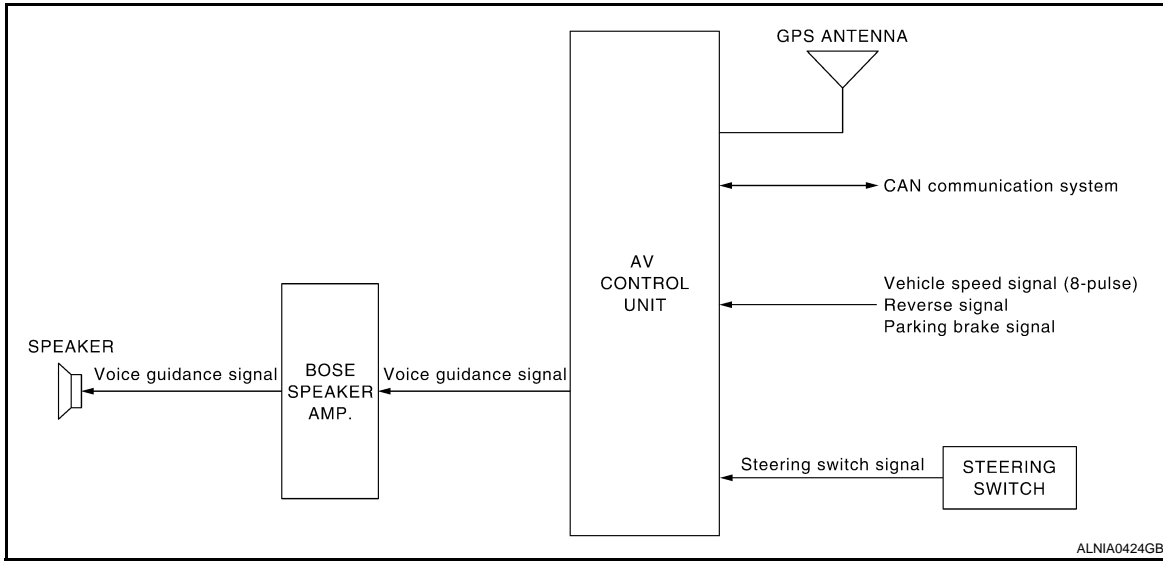 GPS ANTENNA
CAN communication system
AV
CONTROL
UNIT
Vehicle speed signal (8-pulse)
Reverse signal
Parking brake signal
SPEAKER
Voice guidance signal
BOSE
SPEAKER
AMP.
Voice guidance signal
Steering switch signal
STEERING
SWITCH
ALNIA0424GB